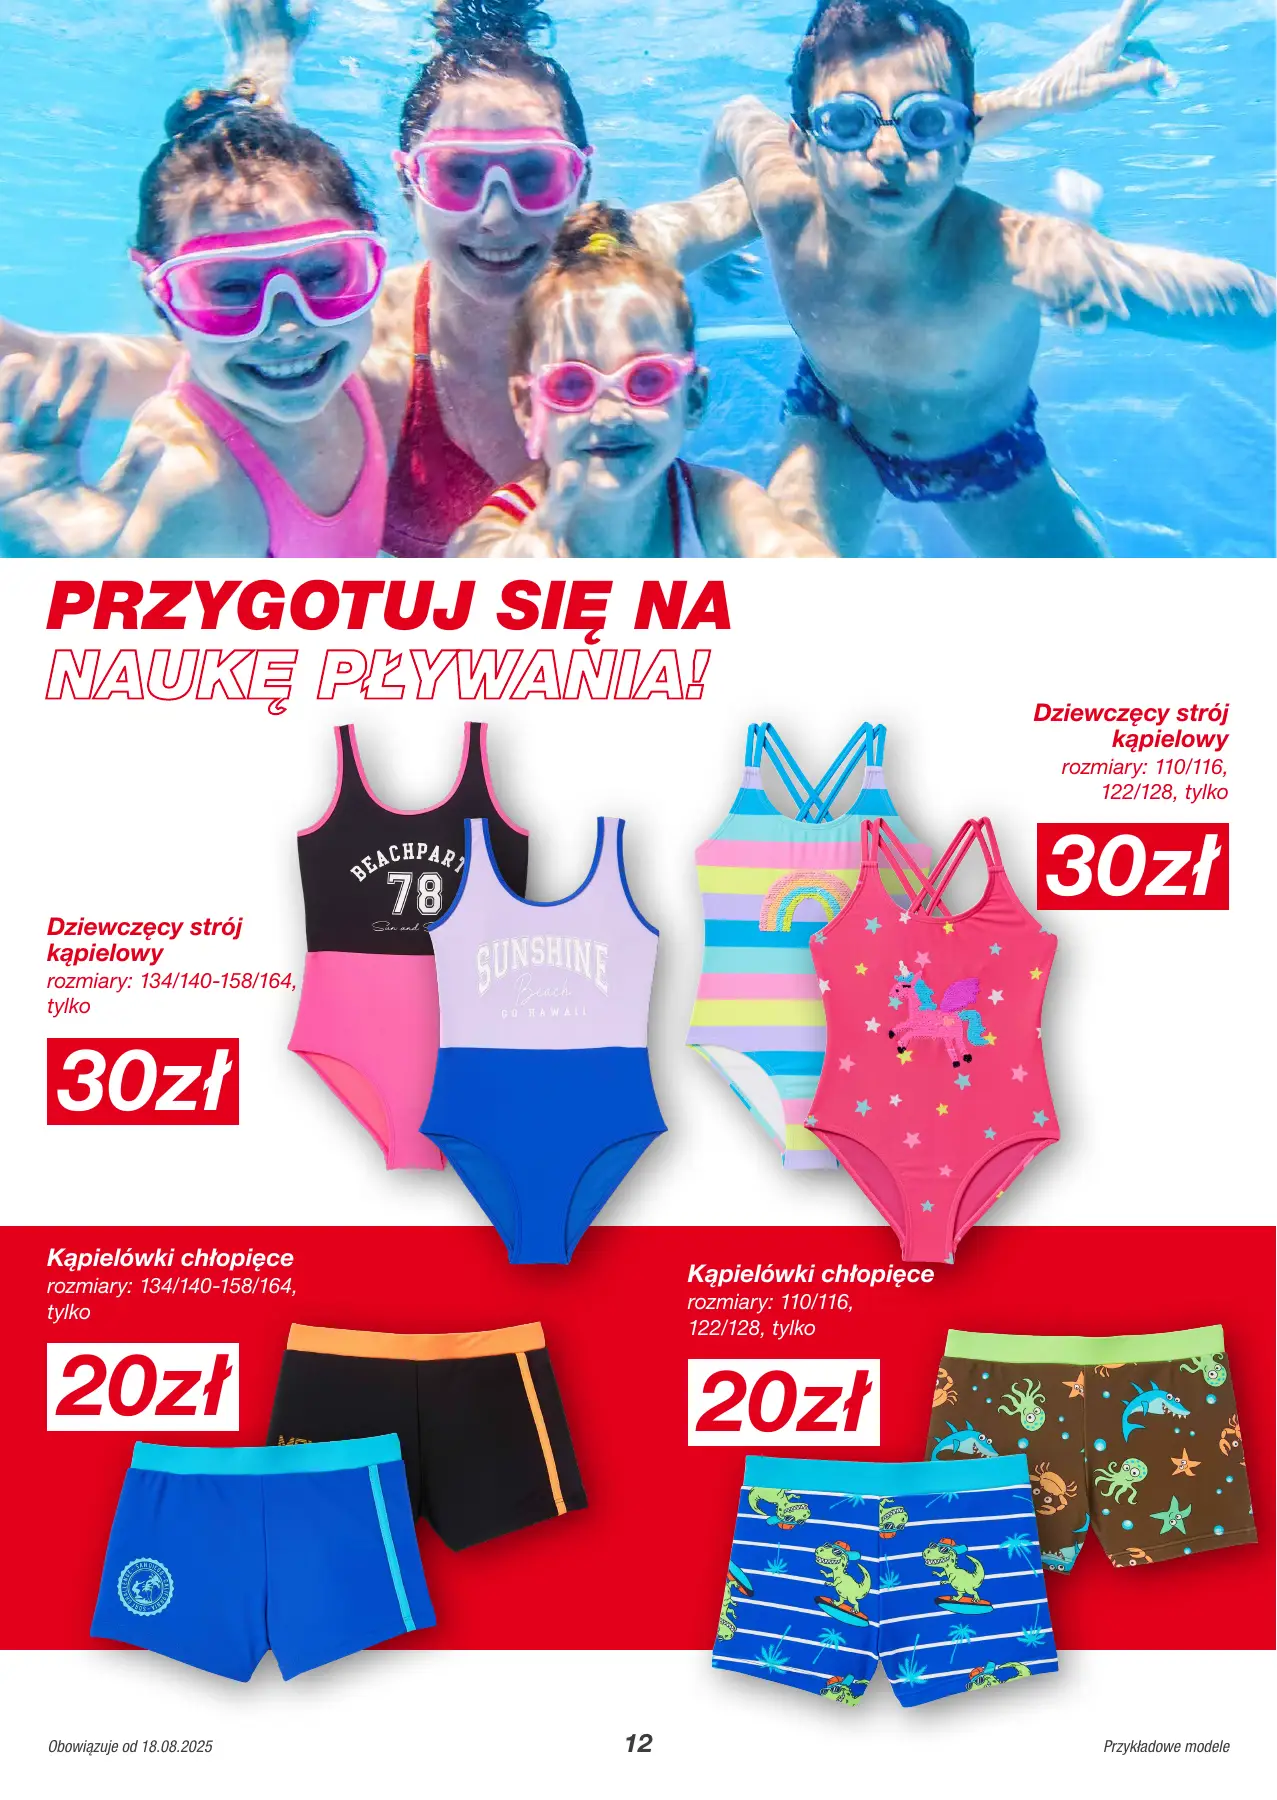 PRZYGOTUJ SIĘ NA
NAUKĘ PŁYWANIA!
Dziewczęcy strój
kąpielowy
rozmiary: 110/116,
122/128, tylko
30zł
BEACHPART
78
Sun and
SUNSHINE
Beach
GO HAWAII
Dziewczęcy strój
kąpielowy
rozmiary: 134/140-158/164,
tylko
30zł
Kąpielówki chłopięce
rozmiary: 134/140-158/164,
tylko
20zł
Kąpielówki chłopięce
rozmiary: 110/116,
122/128, tylko
20zł
Obowiązuje od 18.08.2025
12
Przykładowe modele